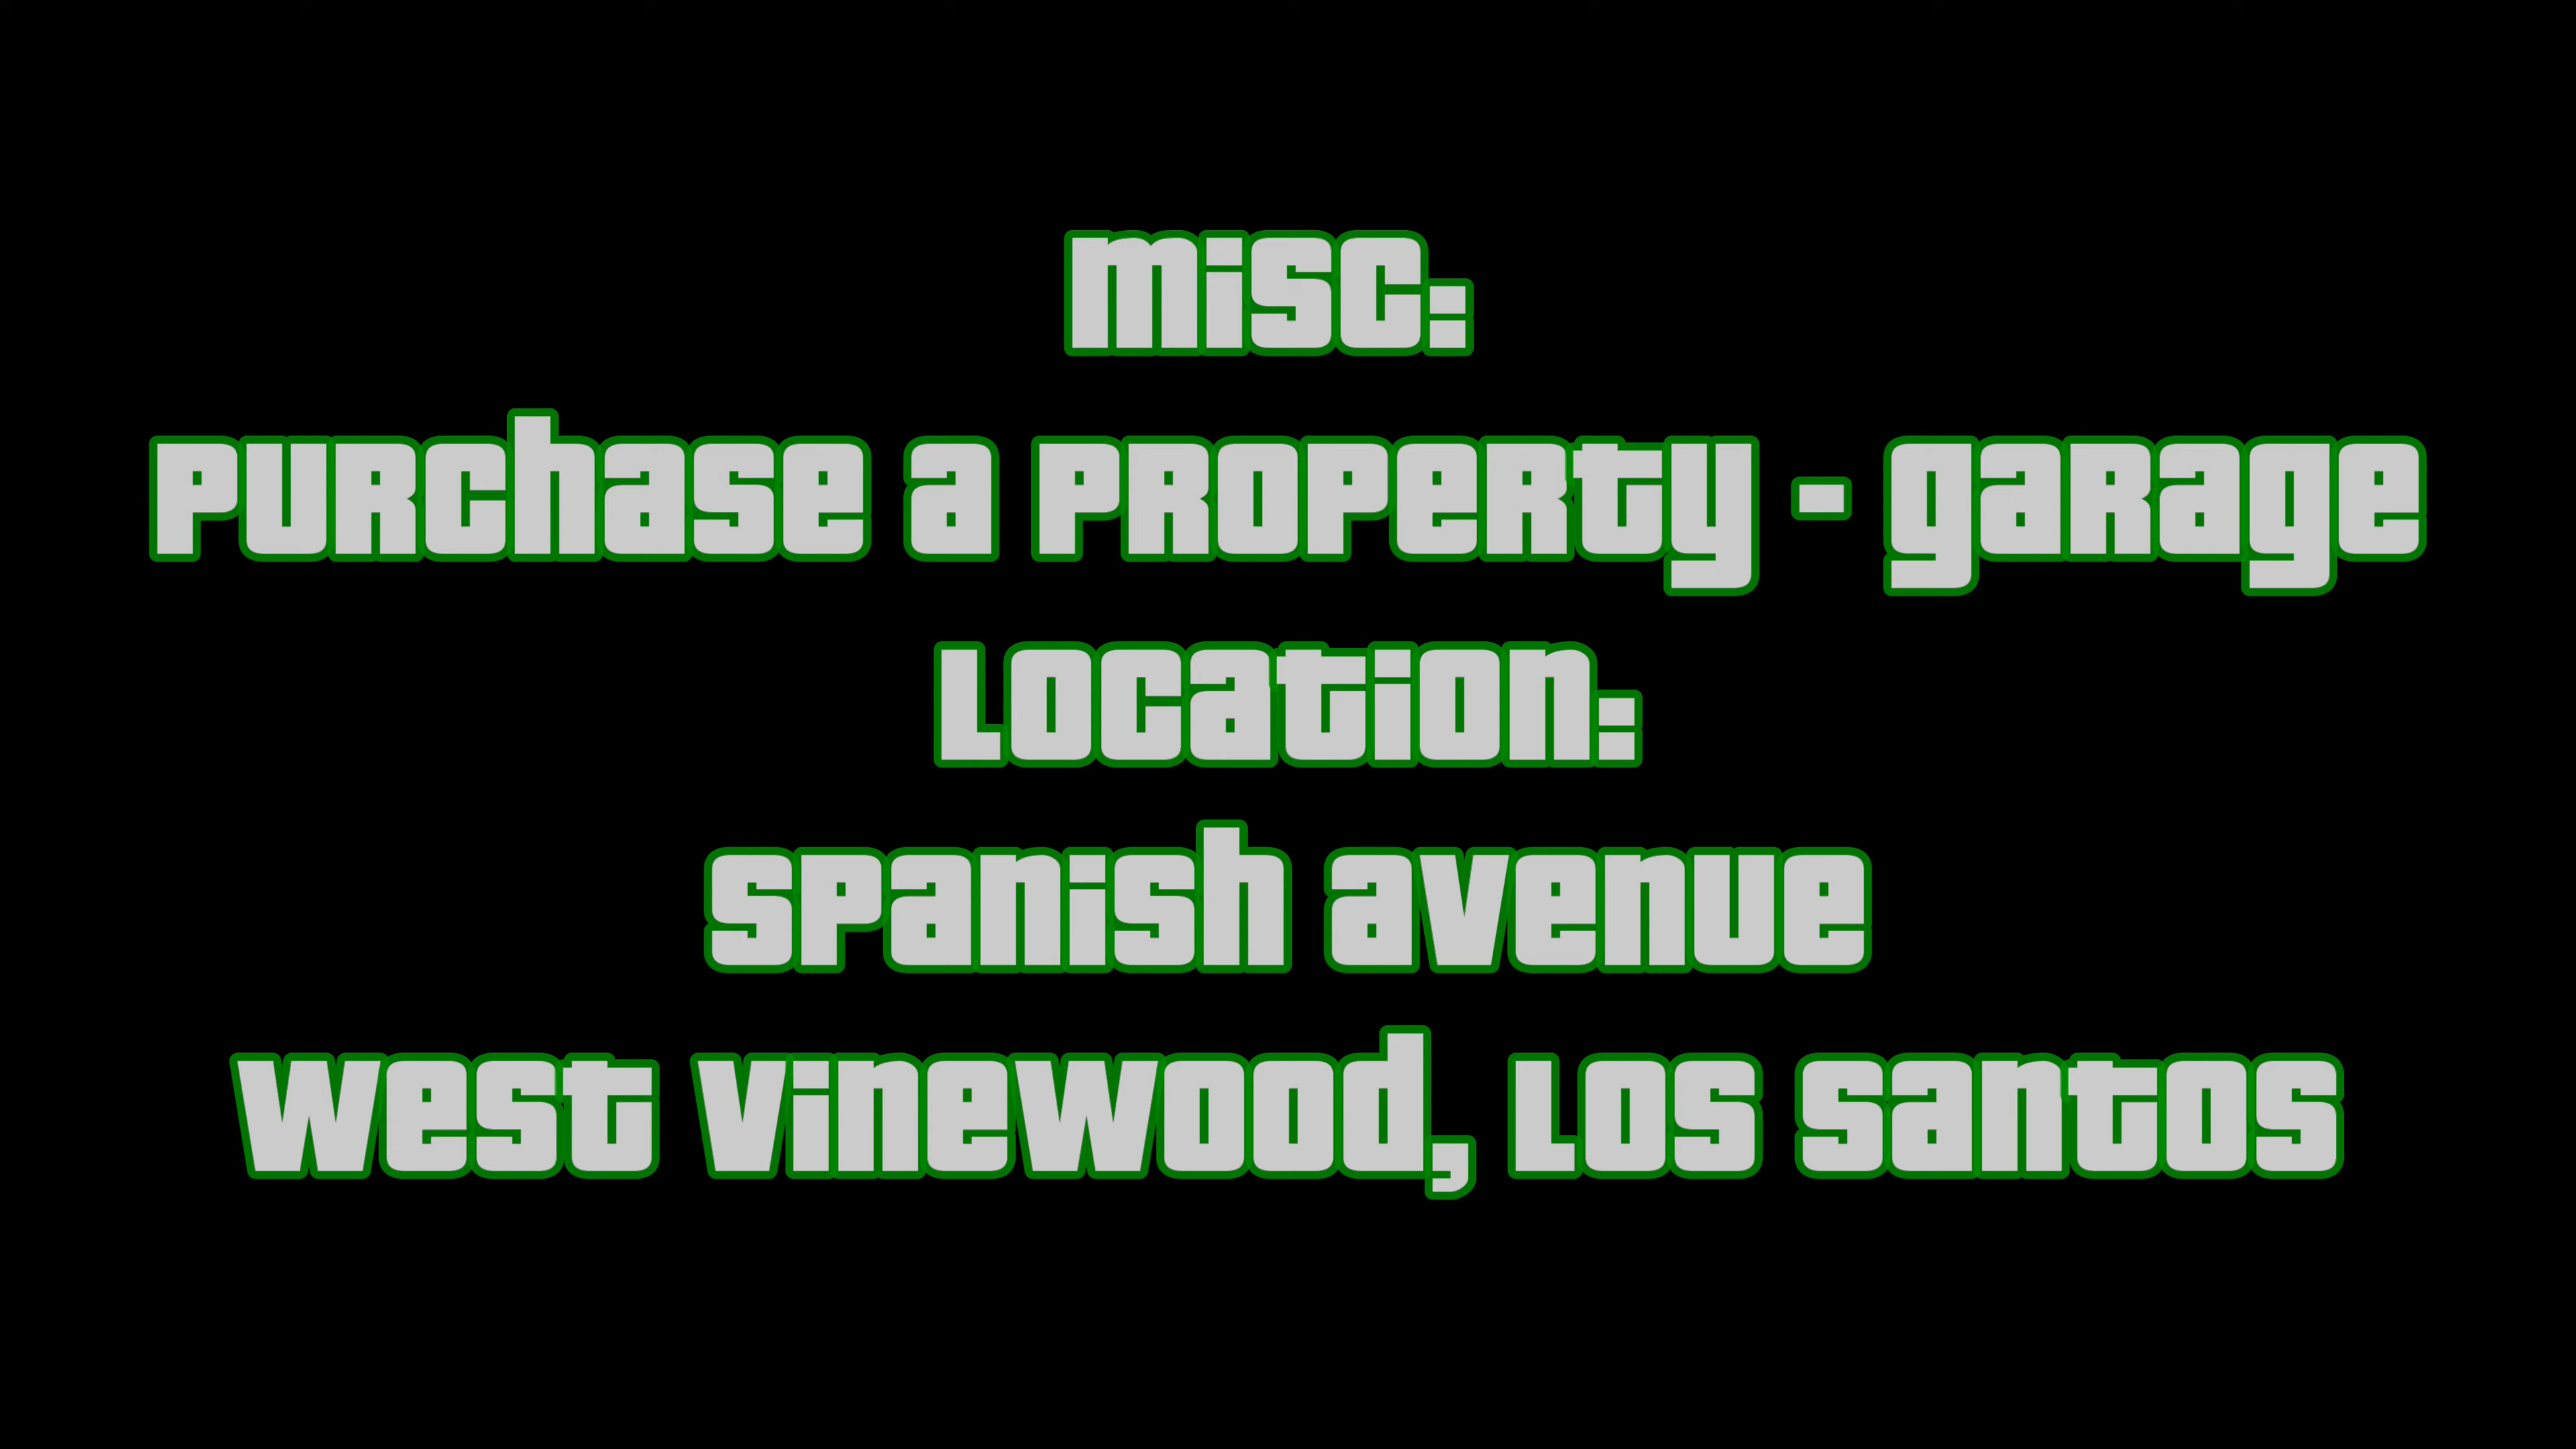 Misc:
Purchase a Property - Garage
Location:
Spanish Avenue
West Vinewood, Los Santos